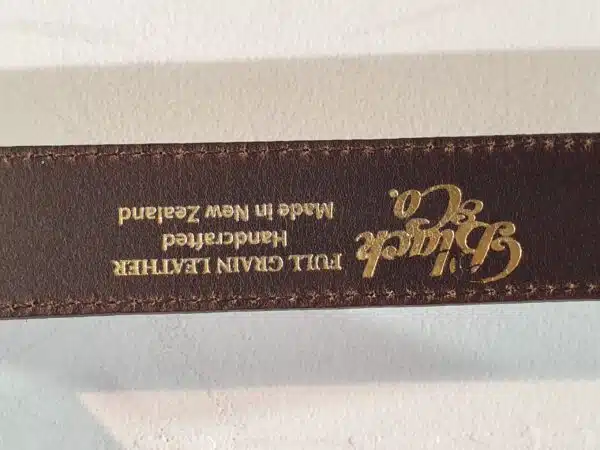 Black
& Co.
FULL GRAIN LEATHER
Handcrafted
Made in New Zealand